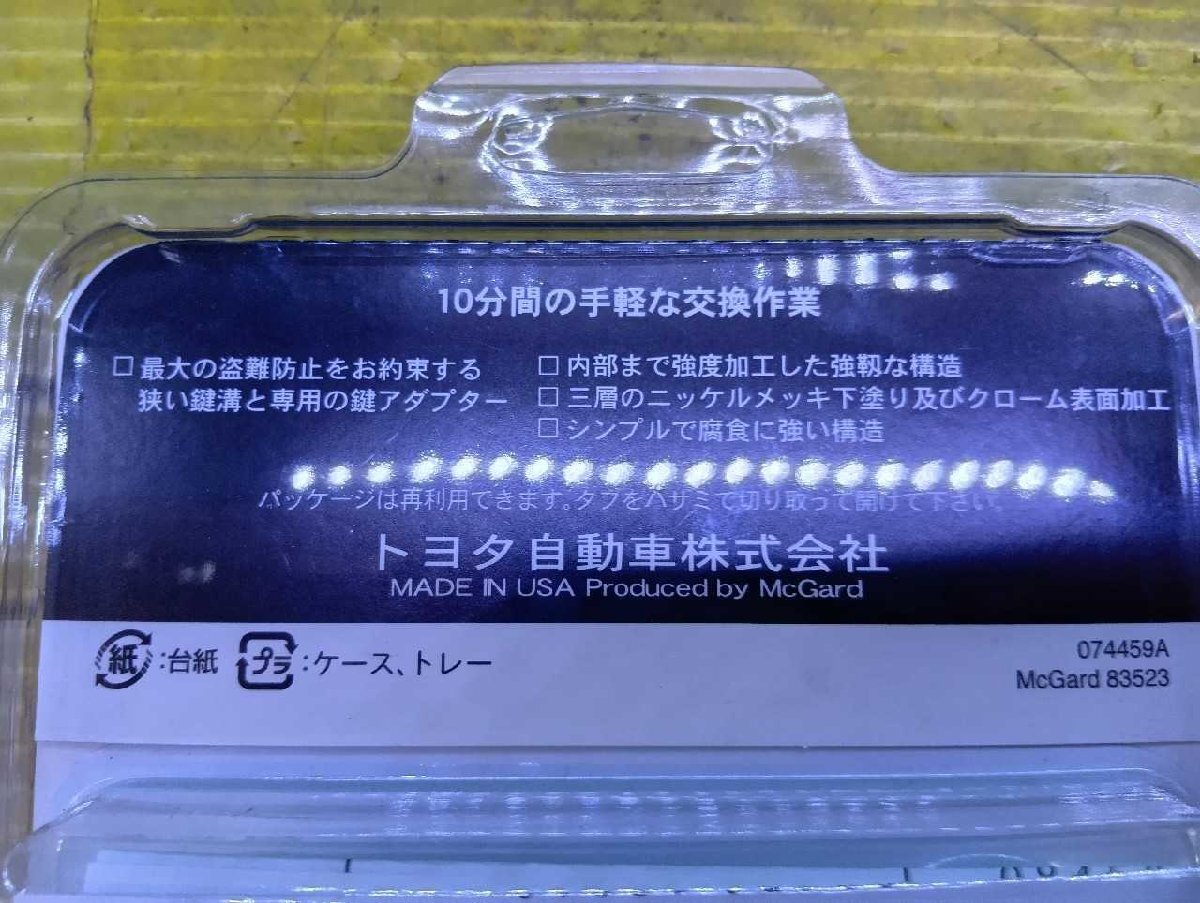 10分間の手軽な交換作業
□ 最大の盗難防止をお約束する
狭い鍵溝と専用の鍵アダプター
□ 内部まで強度加工した強靱な構造
□ 三層のニッケルメッキ下塗り及びクローム表面加工
□ シンプルで腐食に強い構造
パッケージは再利用できます。タブをハサミで切り取って開けて下さい。
トヨタ自動車株式会社
MADE IN USA Produced by McGard
紙:台紙 プラ:ケース、トレー
074459A
McGard 83523